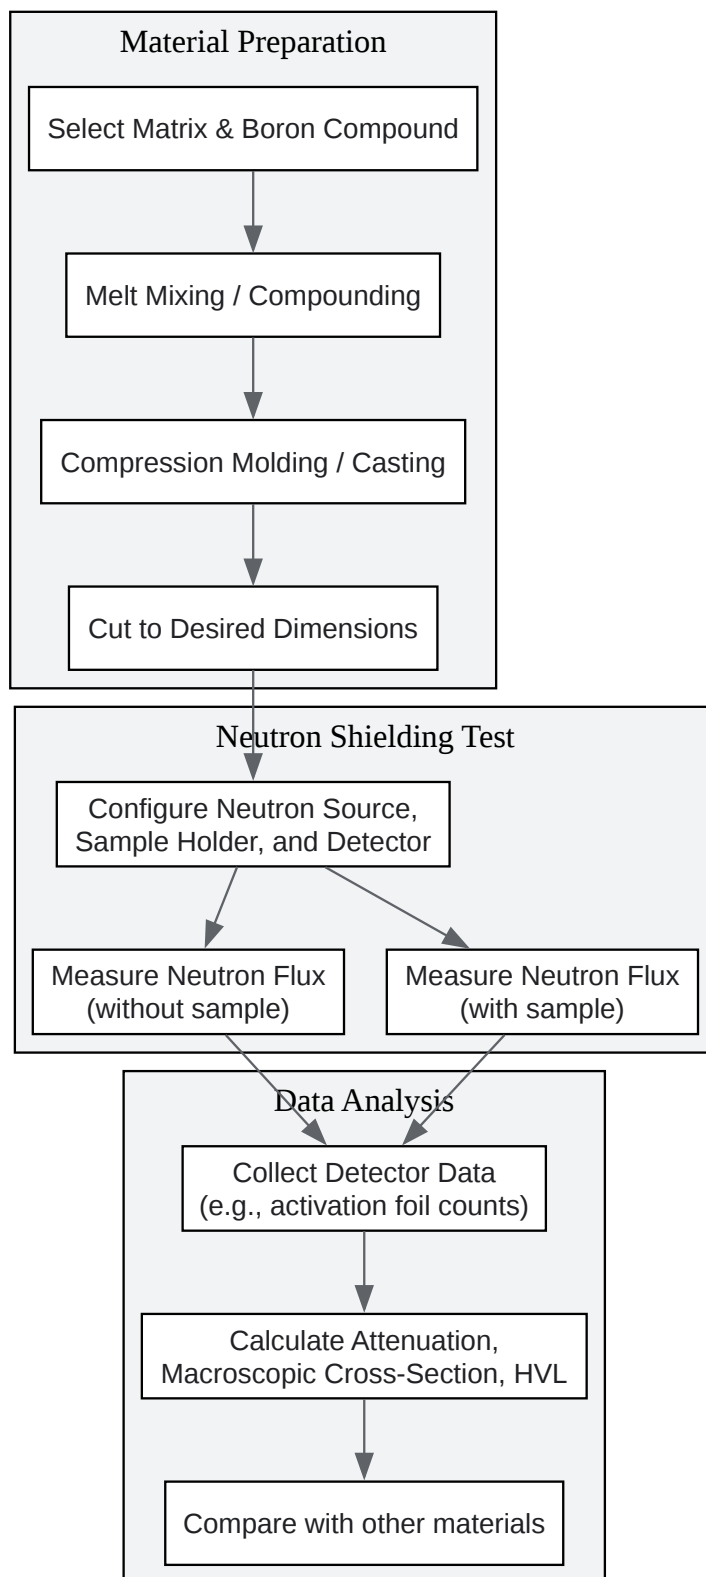 Material Preparation
Select Matrix & Boron Compound
Melt Mixing / Compounding
Compression Molding / Casting
Cut to Desired Dimensions
Neutron Shielding Test
Configure Neutron Source,
Sample Holder, and Detector
Measure Neutron Flux
(without sample)
Measure Neutron Flux
(with sample)
Data Analysis
Collect Detector Data
(e.g., activation foil counts)
Calculate Attenuation,
Macroscopic Cross-Section, HVL
Compare with other materials